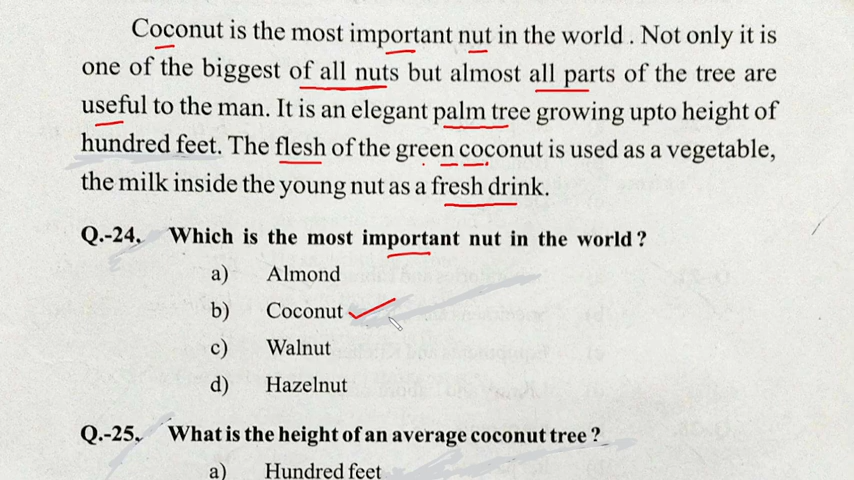 Coconut is the most important nut in the world . Not only it is
one of the biggest of all nuts but almost all parts of the tree are
useful to the man. It is an elegant palm tree growing upto height of
hundred feet. The flesh of the green coconut is used as a vegetable,
the milk inside the young nut as a fresh drink.
Q.-24. Which is the most important nut in the world ?
a) Almond
b) Coconut
c) Walnut
d) Hazelnut
Q.-25. What is the height of an average coconut tree ?
a) Hundred feet